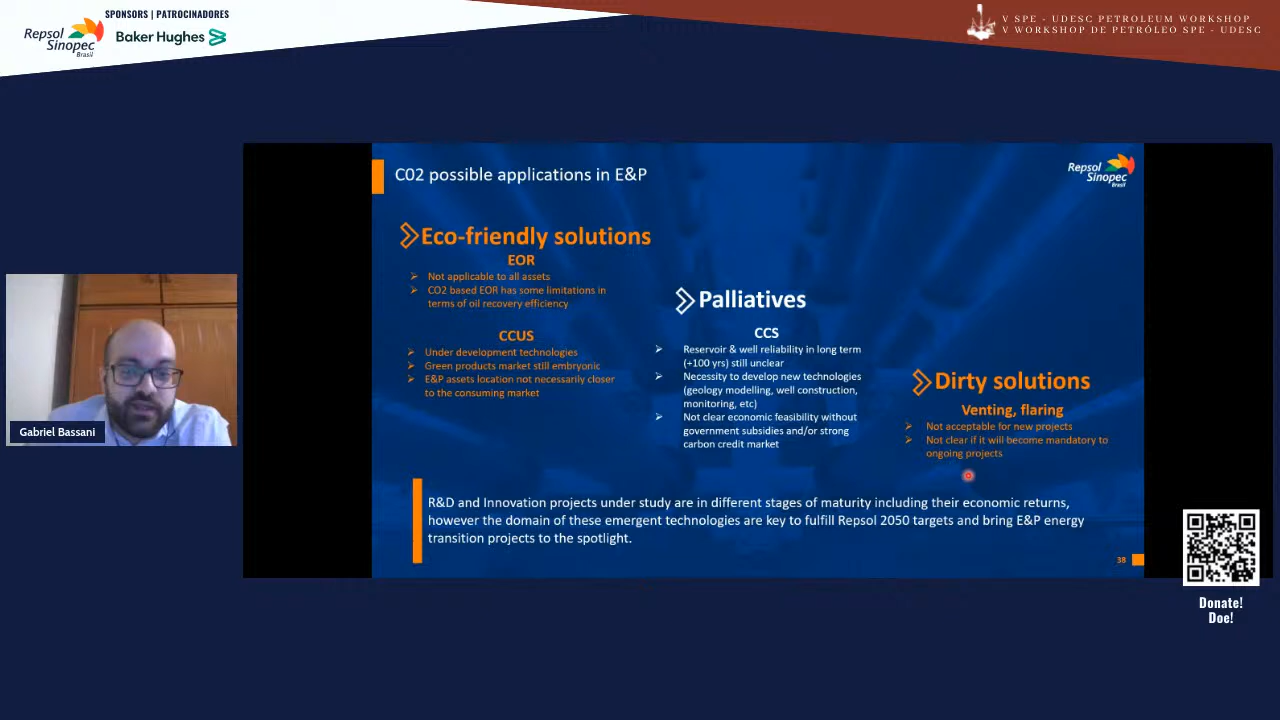 SPONSORS | PATROCINADORES
Repsol
Sinopec
Brasil
Baker Hughes
V SPE - UDESC PETROLEUM WORKSHOP
V WORKSHOP DE PETRÓLEO SPE - UDESC
C02 possible applications in E&P
Repsol
Sinopec
Brasil
Eco-friendly solutions
EOR
Not applicable to all assets
CO2 based EOR has some limitations in
terms of oil recovery efficiency
CCUS
Under development technologies
Green products market still embryonic
E&P assets location not necessarily closer
to the consuming market
Palliatives
CCS
Reservoir & well reliability in long term
(+100 yrs) still unclear
Necessity to develop new technologies
(geology modelling, well construction,
monitoring, etc)
Not clear economic feasibility without
government subsidies and/or strong
carbon credit market
Dirty solutions
Venting, flaring
Not acceptable for new projects
Not clear if it will become mandatory to
ongoing projects
R&D and Innovation projects under study are in different stages of maturity including their economic returns,
however the domain of these emergent technologies are key to fulfill Repsol 2050 targets and bring E&P energy
transition projects to the spotlight.
38
Gabriel Bassani
Donate!
Doe!